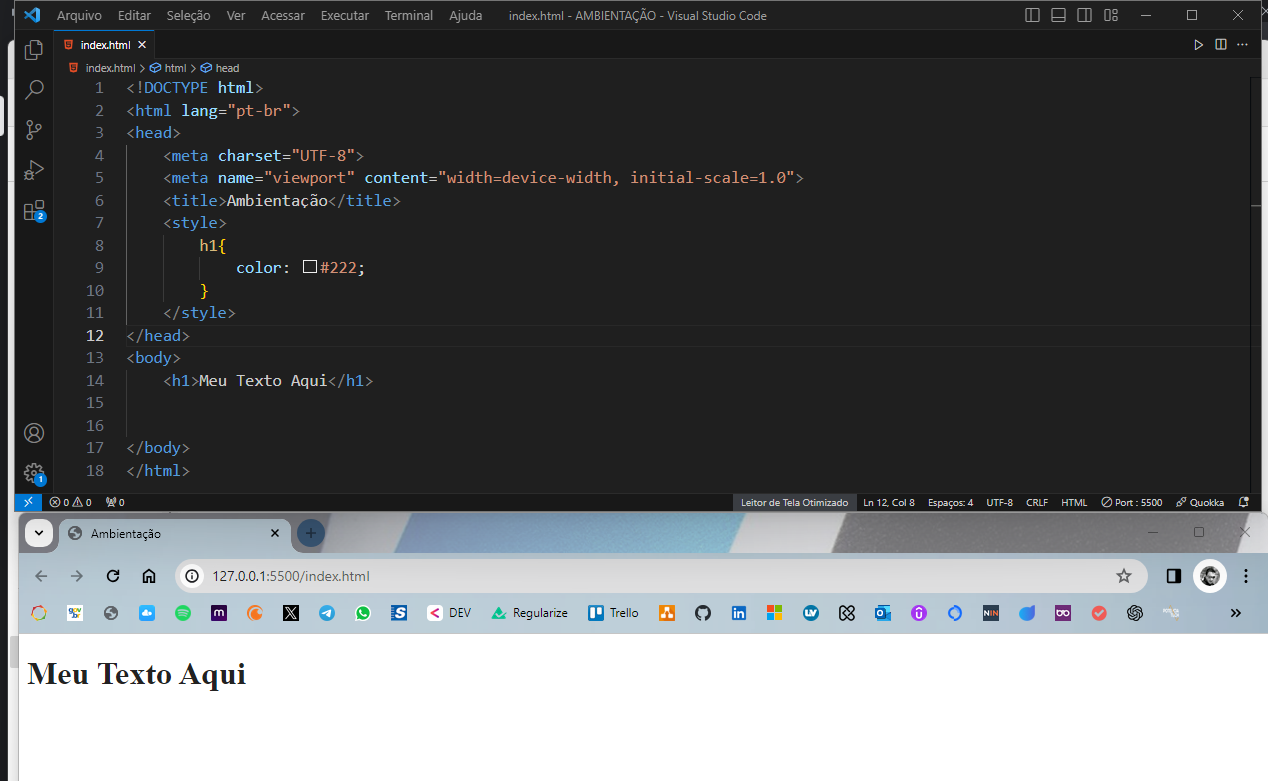 Arquivo Editar Seleção Ver Acessar Executar Terminal Ajuda index.html - AMBIENTAÇÃO - Visual Studio Code
index.html
index.html > html > head
1 <!DOCTYPE html>
2 <html lang="pt-br">
3 <head>
4 <meta charset="UTF-8">
5 <meta name="viewport" content="width=device-width, initial-scale=1.0">
6 <title>Ambientação</title>
7 <style>
8 h1{
9 color: #222;
10 }
11 </style>
12 </head>
13 <body>
14 <h1>Meu Texto Aqui</h1>
15
16
17 </body>
18 </html>
2
1
0 0 0 Leitor de Tela Otimizado Ln 12, Col 8 Espaços: 4 UTF-8 CRLF HTML Port : 5500 Quokka
Ambientação
127.0.0.1:5500/index.html
gov.br m X S DEV Regularize Trello in LW NIN
Meu Texto Aqui